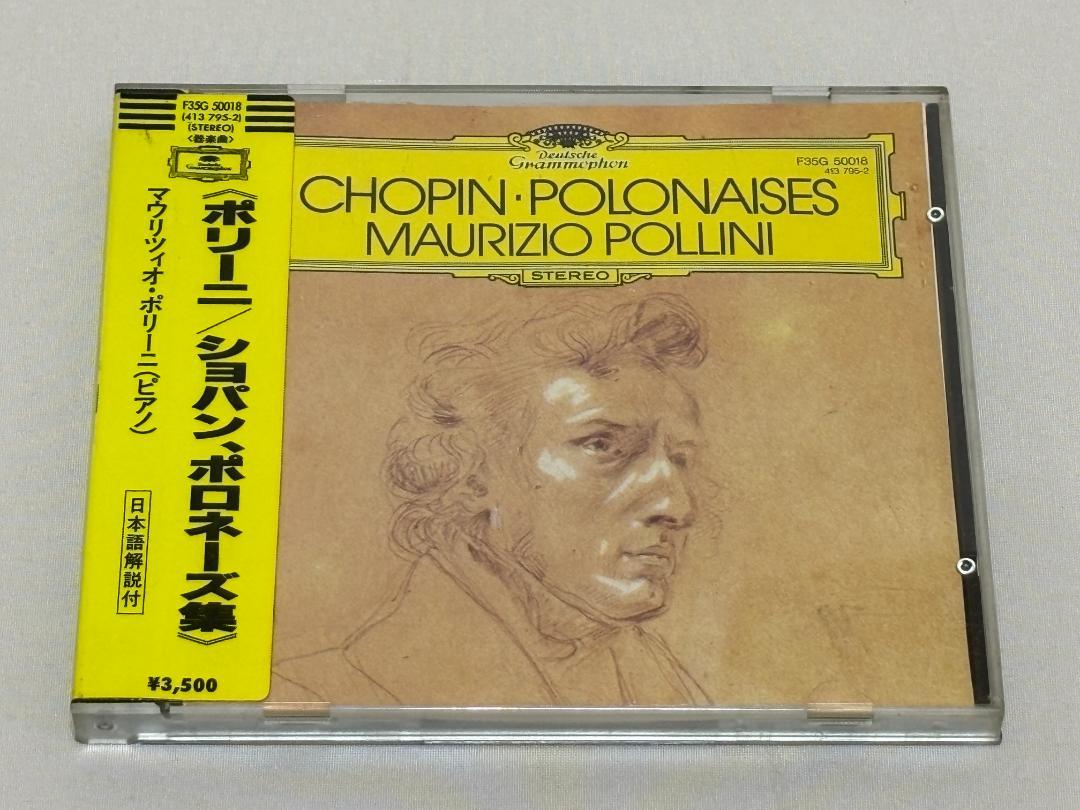 F35G 50018
(413 795-2)
(STEREO)
〈器楽曲〉
Deutsche
Grammophon
《ポリーニ/ショパン、ポロネーズ集》
マウリツィオ・ポリーニ(ピアノ)
日本語解説付
¥3,500
Deutsche
Grammophon
F35G 50018
413 795-2
CHOPIN·POLONAISES
MAURIZIO POLLINI
STEREO